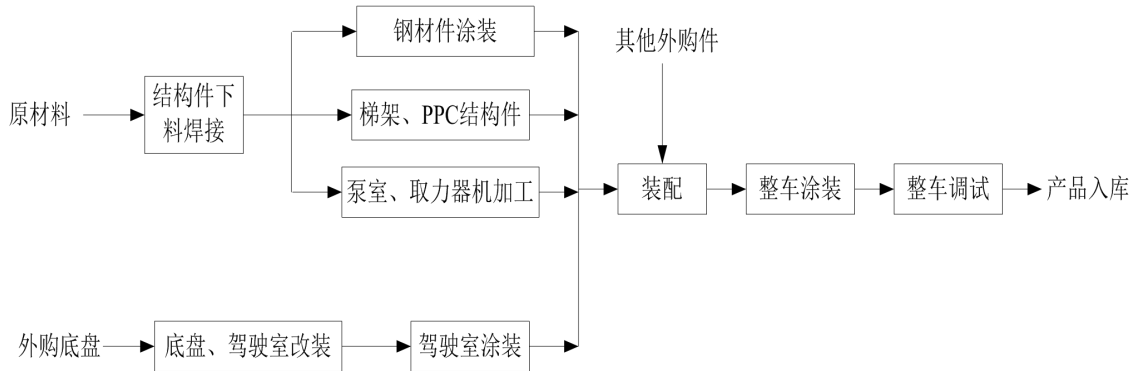 钢材件涂装
其他外购件
原材料
结构件下
料焊接
梯架、PPC结构件
泵室、取力器机加工
装配
整车涂装
整车调试
产品入库
外购底盘
底盘、驾驶室改装
驾驶室涂装